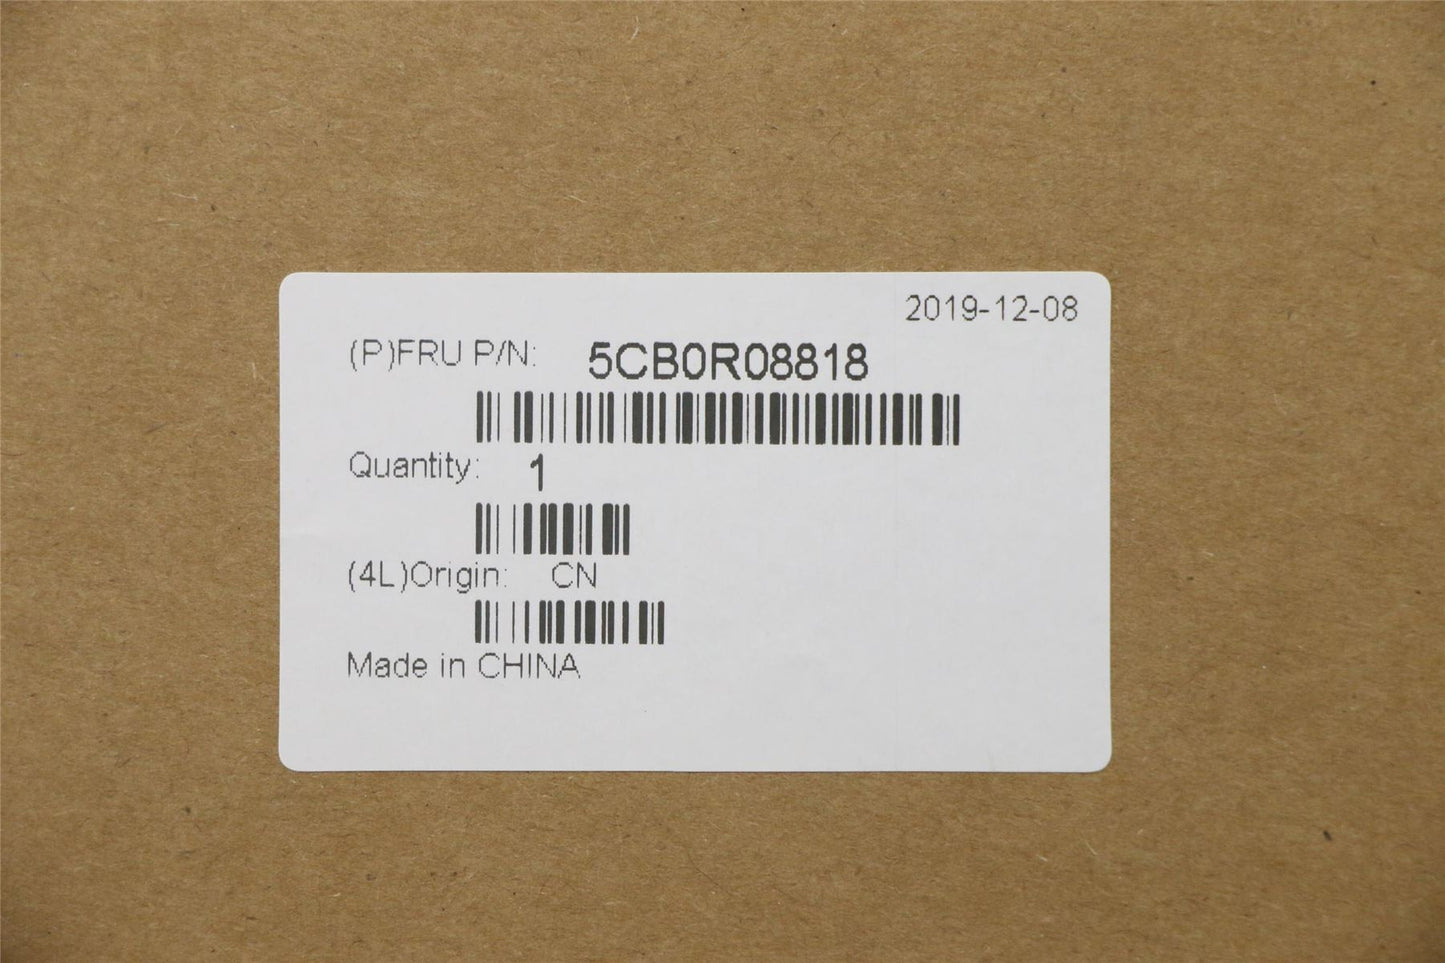 2019-12-08
(P)FRU P/N: 5CB0R08818
Quantity: 1
(4L)Origin: CN
Made in CHINA